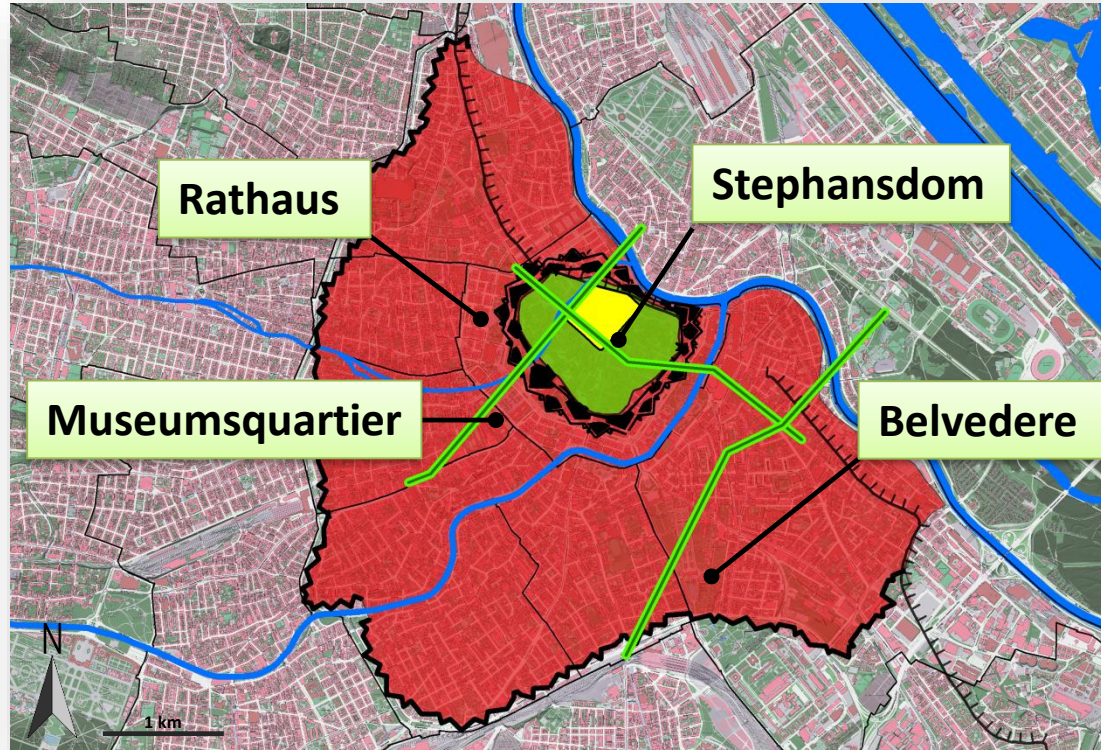 Stephansdom
Rathaus
Museumsquartier
Belvedere
N
1 km